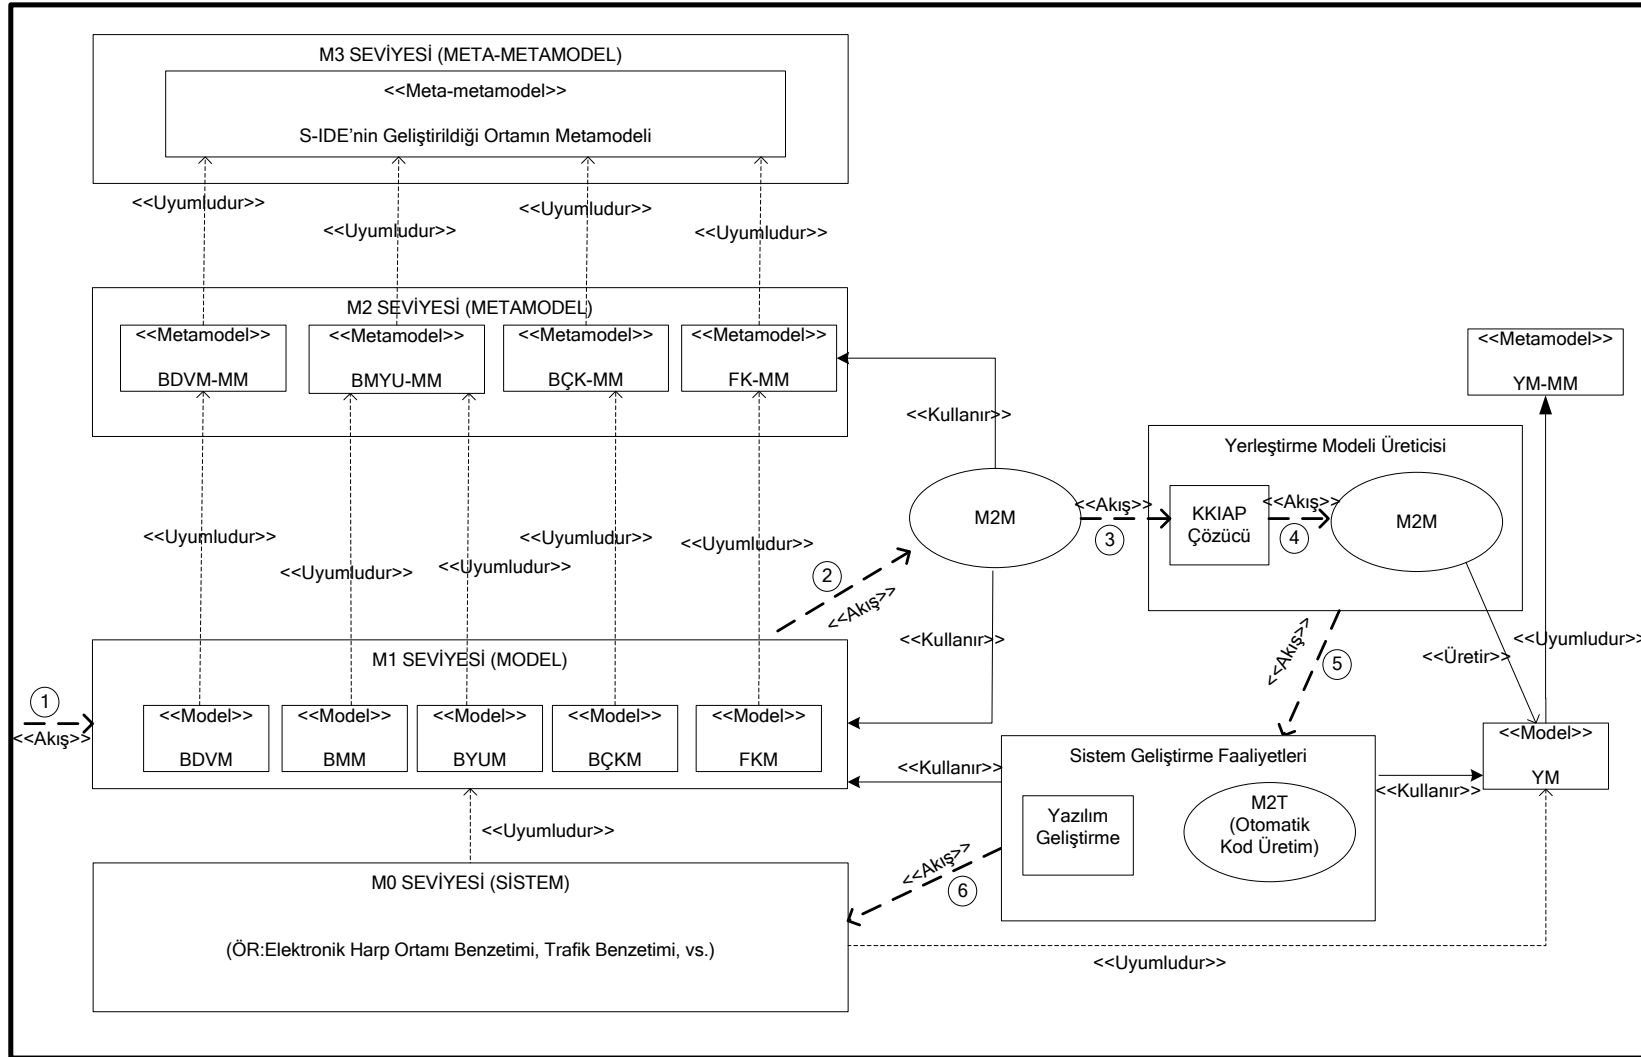 M3 SEVİYESİ (META-METAMODEL)
<<Meta-metamodel>>
S-IDE'nin Geliştirildiği Ortamın Metamodeli
<<Uyumludur>>
<<Uyumludur>>
<<Uyumludur>>
<<Uyumludur>>
M2 SEVİYESİ (METAMODEL)
<<Metamodel>>
BDVM-MM
<<Metamodel>>
BMYU-MM
<<Metamodel>>
BÇK-MM
<<Metamodel>>
FK-MM
<<Metamodel>>
YM-MM
<<Kullanır>>
Yerleştirme Modeli Üreticisi
M2M
<<Akış>>
3
KKIAP
Çözücü
<<Akış>>
4
M2M
<<Uyumludur>>
<<Uyumludur>>
<<Uyumludur>>
<<Uyumludur>>
<<Uyumludur>>
2
<<Akış>>
<<Kullanır>>
<<Akış>>
5
<<Üretir>>
<<Uyumludur>>
M1 SEVİYESİ (MODEL)
1
<<Akış>>
<<Model>>
BDVM
<<Model>>
BMM
<<Model>>
BYUM
<<Model>>
BÇKM
<<Model>>
FKM
<<Kullanır>>
Sistem Geliştirme Faaliyetleri
Yazılım
Geliştirme
M2T
(Otomatik
Kod Üretim)
<<Kullanır>>
<<Model>>
YM
<<Uyumludur>>
<<Akış>>
6
M0 SEVİYESİ (SİSTEM)
(ÖR:Elektronik Harp Ortamı Benzetimi, Trafik Benzetimi, vs.)
<<Uyumludur>>